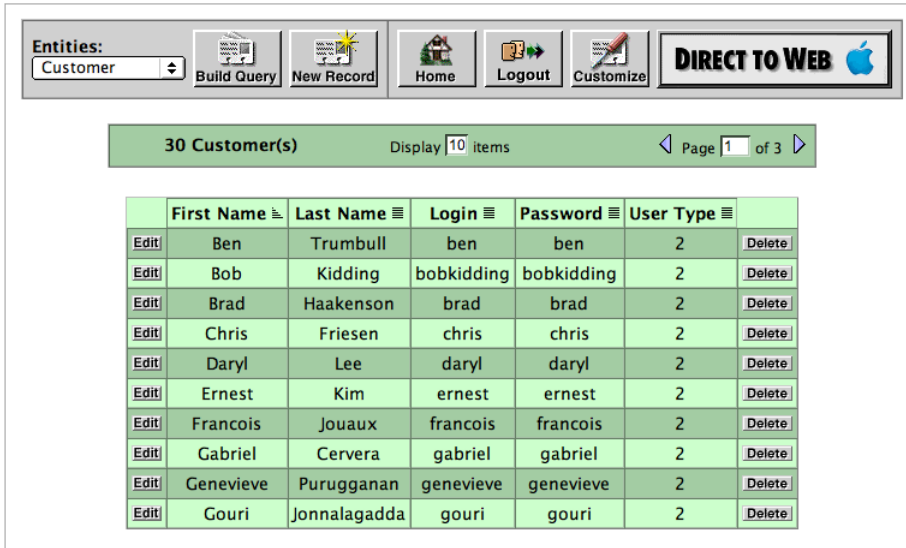 Entities:
Customer
Build Query
New Record
Home
Logout
Customize
DIRECT TO WEB
30 Customer(s) Display 10 items Page 1 of 3
First Name Last Name Login Password User Type
Edit Ben Trumbull ben ben 2 Delete
Edit Bob Kidding bobkidding bobkidding 2 Delete
Edit Brad Haakenson brad brad 2 Delete
Edit Chris Friesen chris chris 2 Delete
Edit Daryl Lee daryl daryl 2 Delete
Edit Ernest Kim ernest ernest 2 Delete
Edit Francois Jouaux francois francois 2 Delete
Edit Gabriel Cervera gabriel gabriel 2 Delete
Edit Genevieve Purugganan genevieve genevieve 2 Delete
Edit Gouri Jonnalagadda gouri gouri 2 Delete